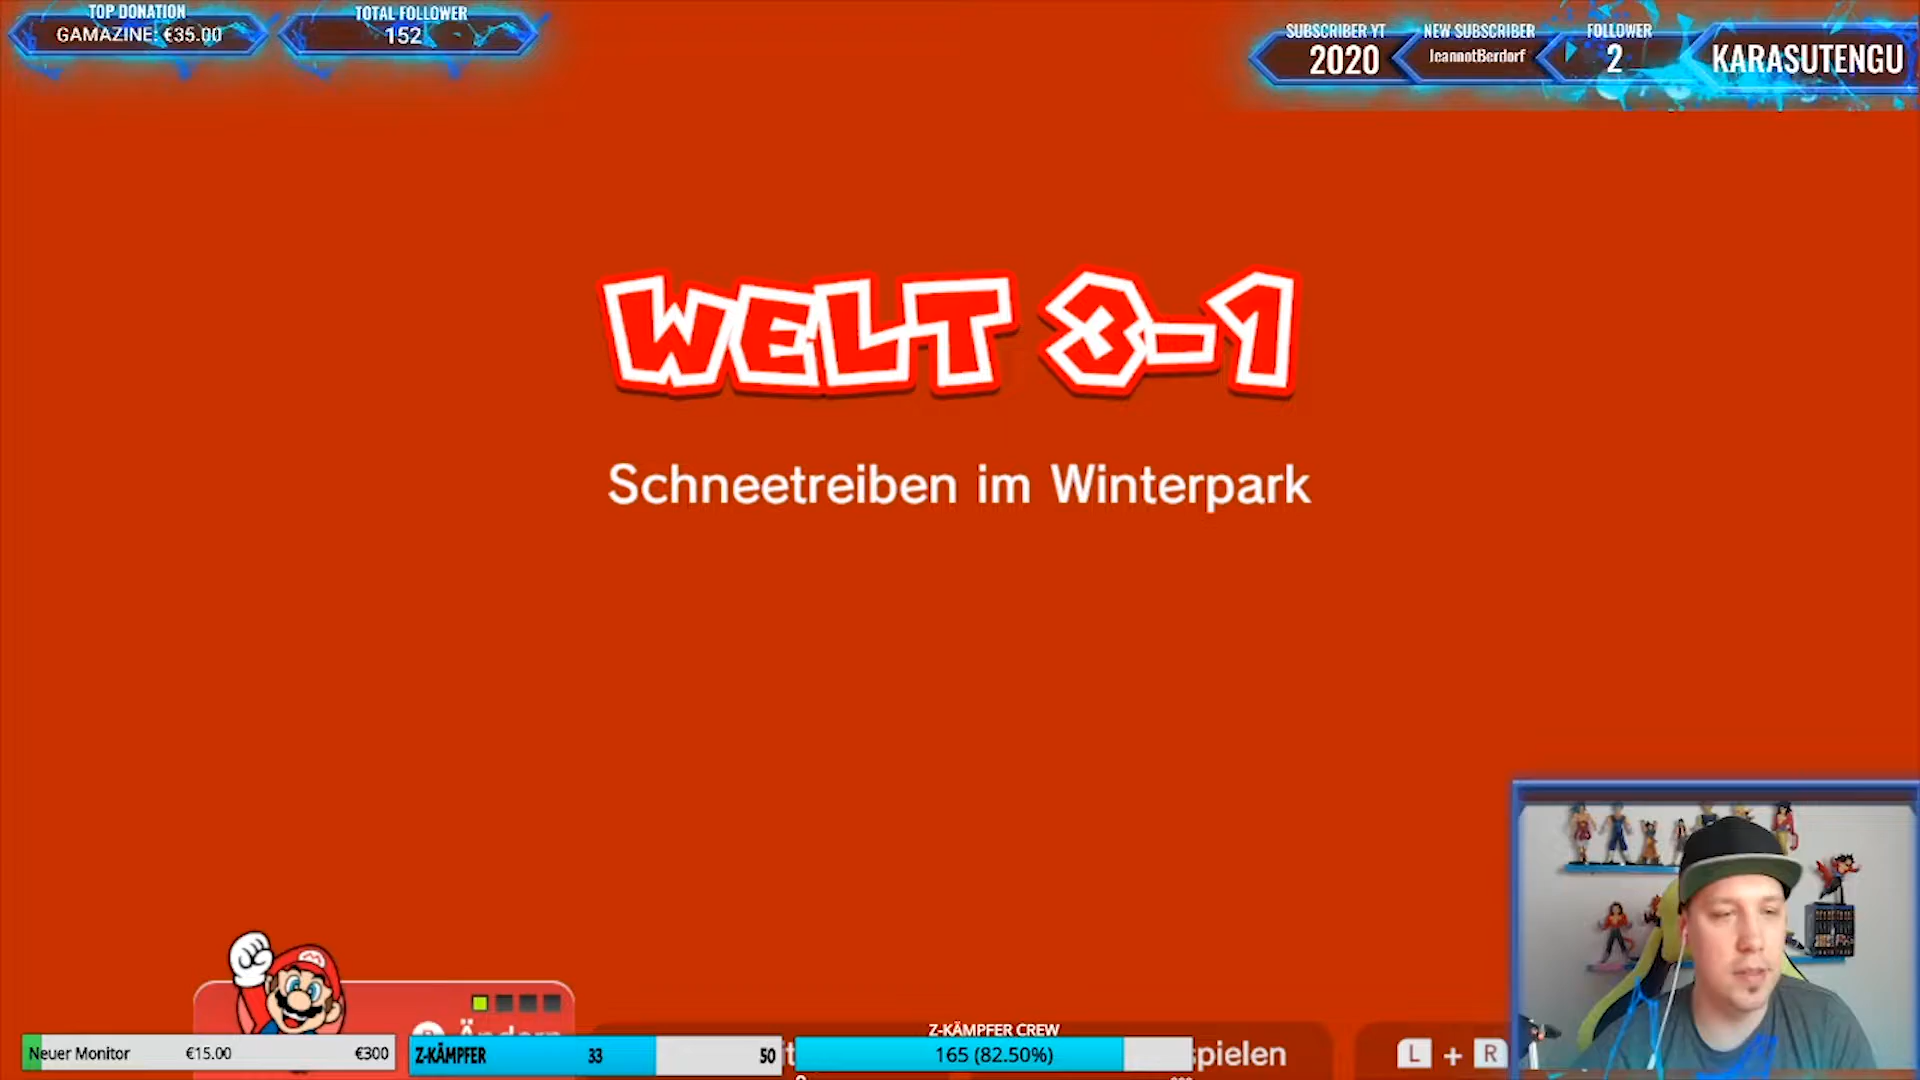 TOP DONATION
GAMAZINE: €35.00
TOTAL FOLLOWER
152
SUBSCRIBER YT
2020
NEW SUBSCRIBER
JeannotBerdorf
FOLLOWER
2
KARASUTENGU
WELT 3-1
Schneetreiben im Winterpark
Ändern
Neuer Monitor €15.00 €300
Z-KÄMPFER 33 50
Z-KÄMPFER CREW
165 (82.50%)
spielen
L + R